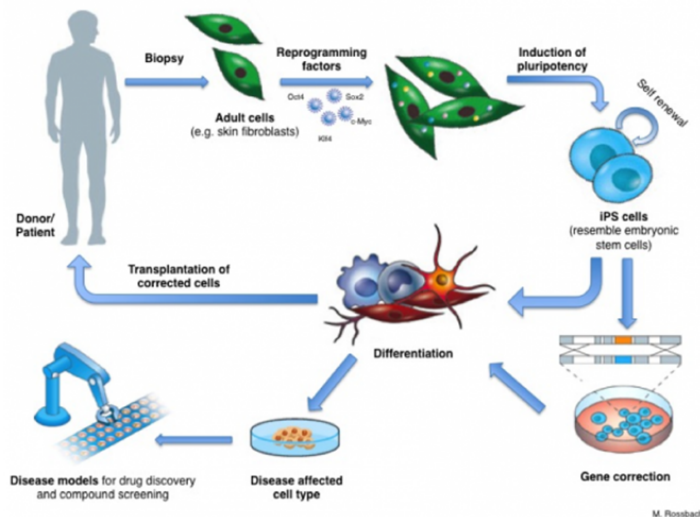 Biopsy
Reprogramming
factors
Induction of
pluripotency
Self renewal
Oct4
Sox2
c-Myc
Klf4
Adult cells
(e.g. skin fibroblasts)
Donor/
Patient
iPS cells
(resemble embryonic
stem cells)
Transplantation of
corrected cells
Differentiation
Gene correction
Disease affected
cell type
Disease models for drug discovery
and compound screening